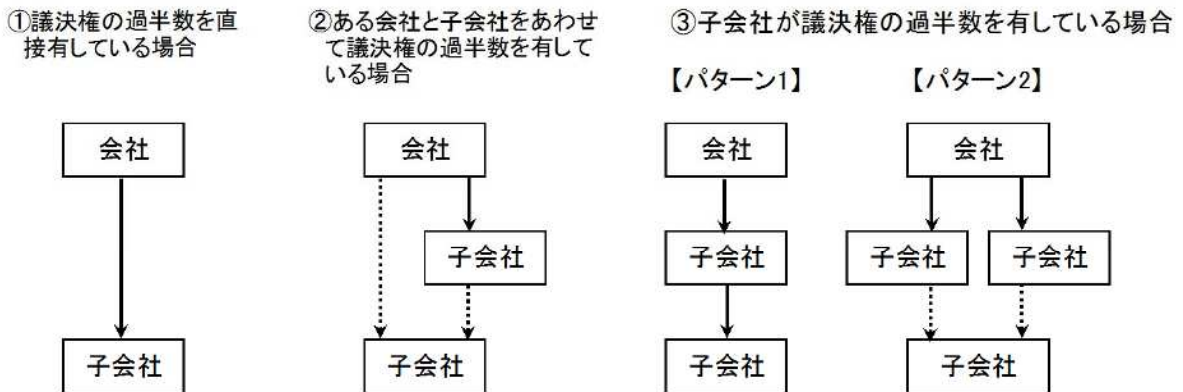 ①議決権の過半数を直
接有している場合
②ある会社と子会社をあわせ
て議決権の過半数を有して
いる場合
③子会社が議決権の過半数を有している場合
【パターン1】
【パターン2】
会社
子会社
会社
子会社
子会社
会社
子会社
子会社
会社
子会社
子会社
子会社